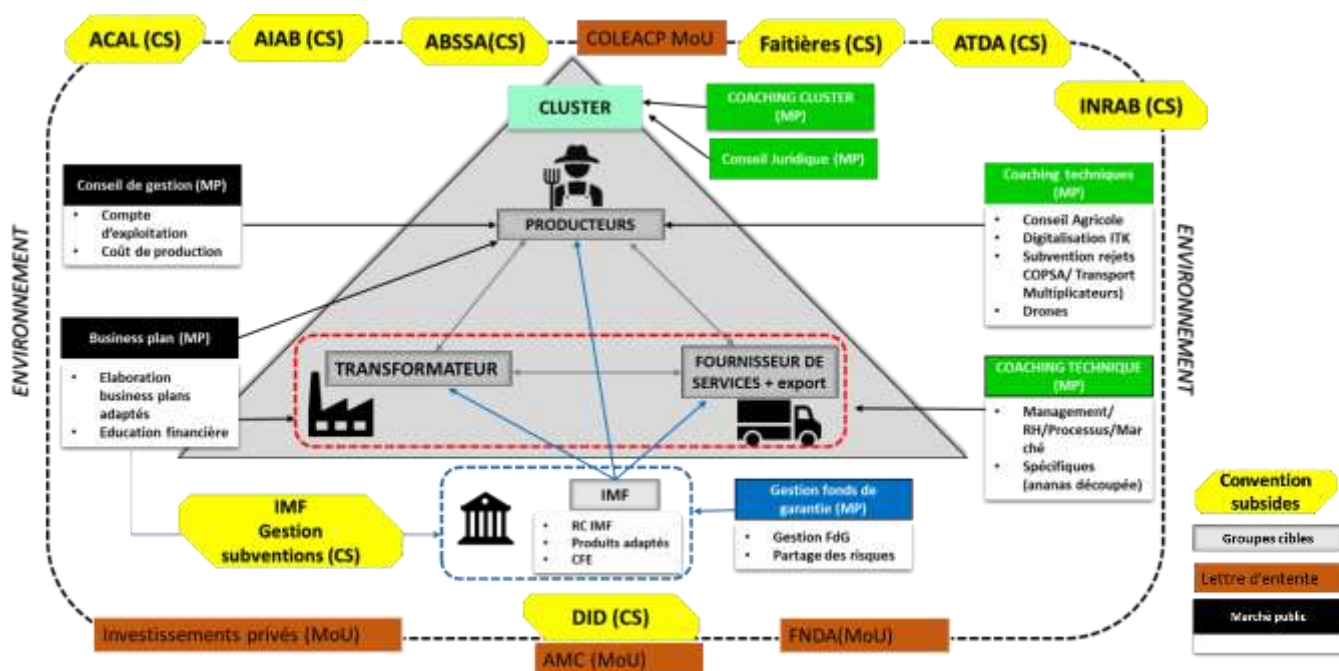 ACAL (CS)
AIAB (CS)
ABSSA(CS)
COLEACP MoU
Faitières (CS)
ATDA (CS)
INRAB (CS)
CLUSTER
COACHING CLUSTER
(MP)
Conseil Juridique (MP)
ENVIRONNEMENT
Conseil de gestion (MP)
• Compte
d'exploitation
• Coût de production
PRODUCTEURS
Coaching techniques
(MP)
• Conseil Agricole
• Digitalisation ITK
• Subvention rejets
COPSA/ Transport
Multiplicateurs)
• Drones
ENVIRONNEMENT
Business plan (MP)
• Elaboration
business plans
adaptés
• Education financière
TRANSFORMATEUR
FOURNISSEUR DE
SERVICES + export
COACHING TECHNIQUE
(MP)
• Management/
RH/Processus/Mar
ché
• Spécifiques
(ananas découpée)
IMF
Gestion
subventions (CS)
IMF
• RC IMF
• Produits adaptés
• CFE
Gestion fonds de
garantie (MP)
• Gestion FdG
• Partage des risques
Convention
subsides
Groupes cibles
Lettre d'entente
Marché public
Investissements privés (MoU)
DID (CS)
AMC (MoU)
FNDA(MoU)